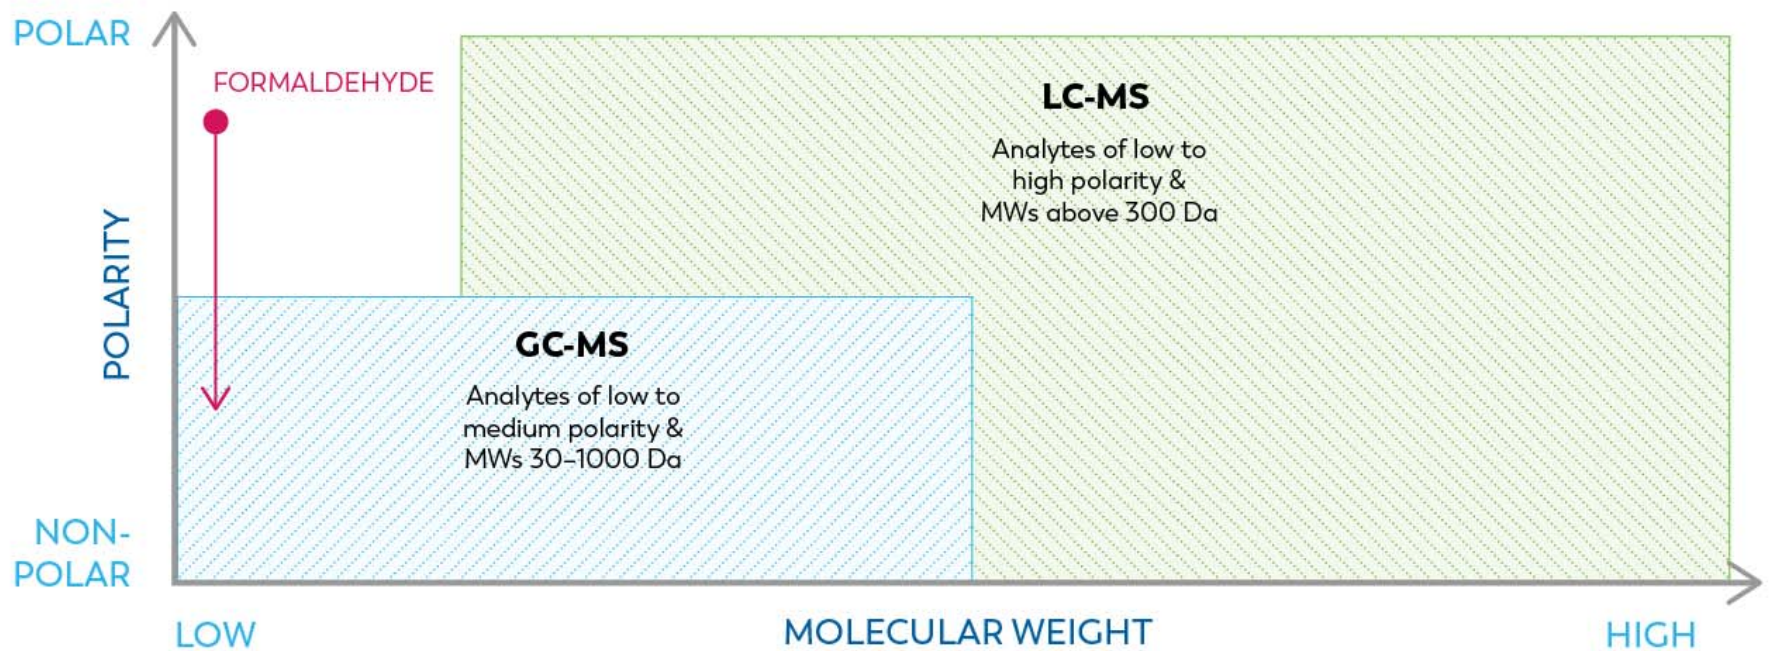 POLAR
FORMALDEHYDE
LC-MS
Analytes of low to
high polarity &
MWs above 300 Da
POLARITY
GC-MS
Analytes of low to
medium polarity &
MWs 30–1000 Da
NON-
POLAR
LOW
MOLECULAR WEIGHT
HIGH